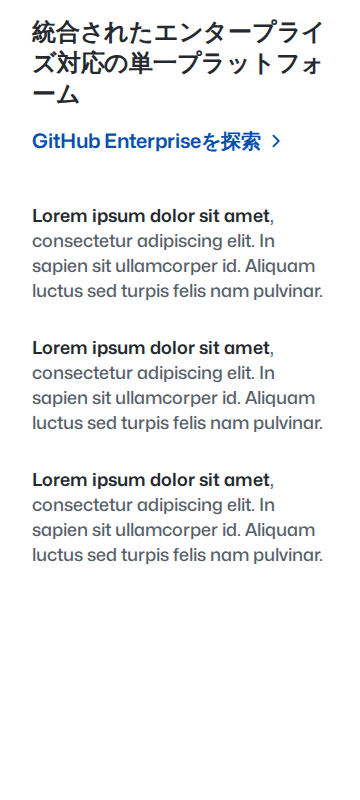 統合されたエンタープライ
ズ対応の単一プラットフォ
ーム
GitHub Enterpriseを探索
Lorem ipsum dolor sit amet,
consectetur adipiscing elit. In
sapien sit ullamcorper id. Aliquam
luctus sed turpis felis nam pulvinar.
Lorem ipsum dolor sit amet,
consectetur adipiscing elit. In
sapien sit ullamcorper id. Aliquam
luctus sed turpis felis nam pulvinar.
Lorem ipsum dolor sit amet,
consectetur adipiscing elit. In
sapien sit ullamcorper id. Aliquam
luctus sed turpis felis nam pulvinar.